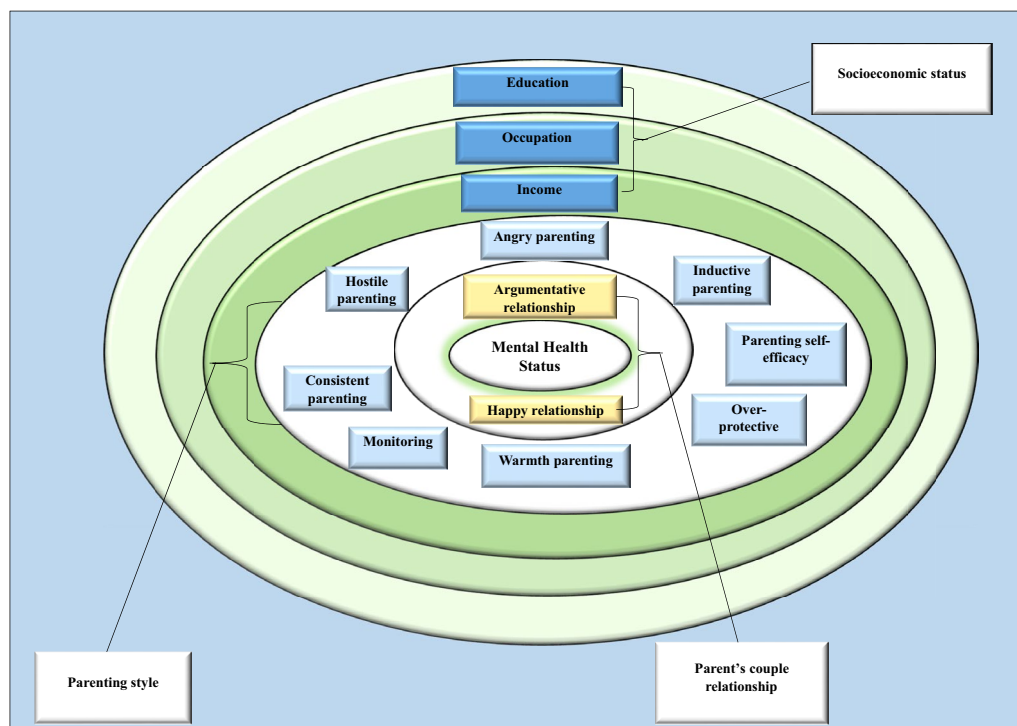 Education
Socioeconomic status
Occupation
Income
Angry parenting
Hostile
parenting
Inductive
parenting
Argumentative
relationship
Mental Health
Status
Parenting self-
efficacy
Consistent
parenting
Happy relationship
Over-
protective
Monitoring
Warmth parenting
Parenting style
Parent’s couple
relationship